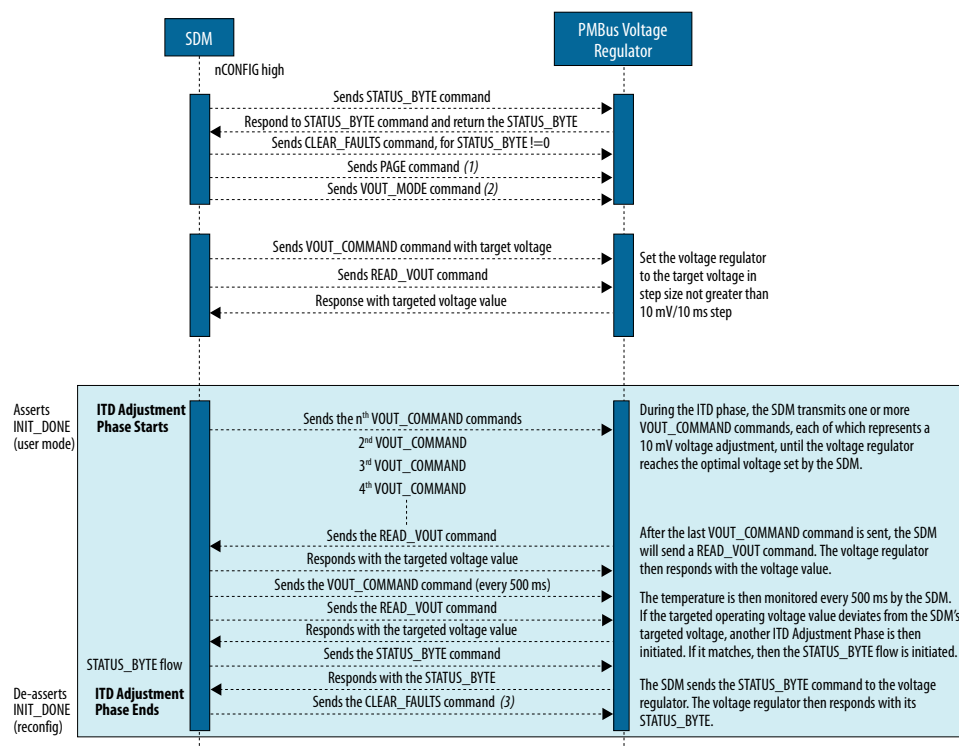 SDM
PMBus Voltage
Regulator
nCONFIG high
Sends STATUS_BYTE command
Respond to STATUS_BYTE command and return the STATUS_BYTE
Sends CLEAR_FAULTS command, for STATUS_BYTE !=0
Sends PAGE command (1)
Sends VOUT_MODE command (2)
Sends VOUT_COMMAND command with target voltage
Sends READ_VOUT command
Response with targeted voltage value
Set the voltage regulator
to the target voltage in
step size not greater than
10 mV/10 ms step
Asserts
INIT_DONE
(user mode)
ITD Adjustment
Phase Starts
Sends the nth VOUT_COMMAND commands
2nd VOUT_COMMAND
3rd VOUT_COMMAND
4th VOUT_COMMAND
During the ITD phase, the SDM transmits one or more
VOUT_COMMAND commands, each of which represents a
10 mV voltage adjustment, until the voltage regulator
reaches the optimal voltage set by the SDM.
Sends the READ_VOUT command
Responds with the targeted voltage value
After the last VOUT_COMMAND command is sent, the SDM
will send a READ_VOUT command. The voltage regulator
then responds with the voltage value.
Sends the VOUT_COMMAND command (every 500 ms)
Sends the READ_VOUT command
Responds with the targeted voltage value
The temperature is then monitored every 500 ms by the SDM.
If the targeted operating voltage value deviates from the SDM's
targeted voltage, another ITD Adjustment Phase is then
initiated. If it matches, then the STATUS_BYTE flow is initiated.
STATUS_BYTE flow
Sends the STATUS_BYTE command
Responds with the STATUS_BYTE
De-asserts
INIT_DONE
(reconfig)
ITD Adjustment
Phase Ends
Sends the CLEAR_FAULTS command (3)
The SDM sends the STATUS_BYTE command to the voltage
regulator. The voltage regulator then responds with its
STATUS_BYTE.